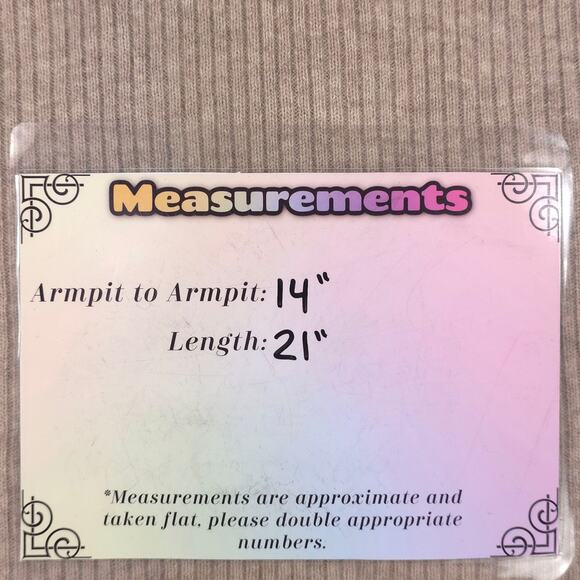 Measurements
Armpit to Armpit: 14"
Length: 21"
*Measurements are approximate and
taken flat, please double appropriate
numbers.